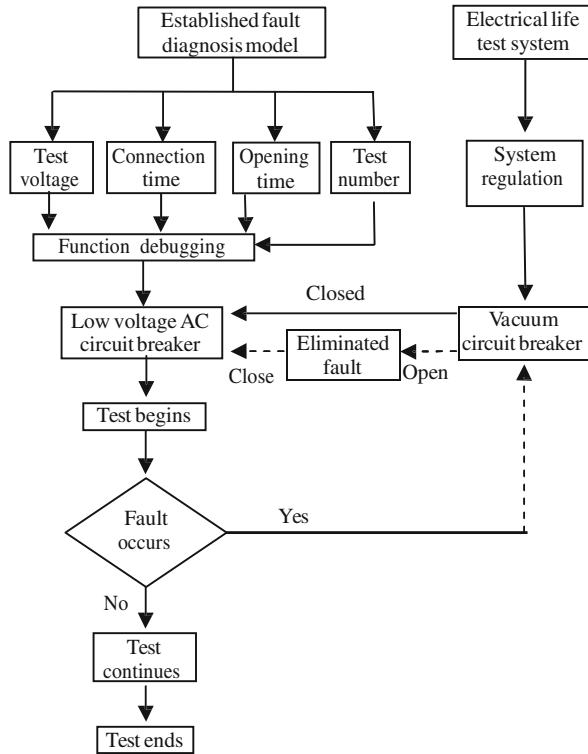 Established fault
diagnosis model
Electrical life
test system
Test
voltage
Connection
time
Opening
time
Test
number
System
regulation
Function debugging
Closed
Low voltage AC
circuit breaker
Eliminated
fault
Vacuum
circuit breaker
Close
Open
Test begins
Fault
occurs
Yes
No
Test
continues
Test ends